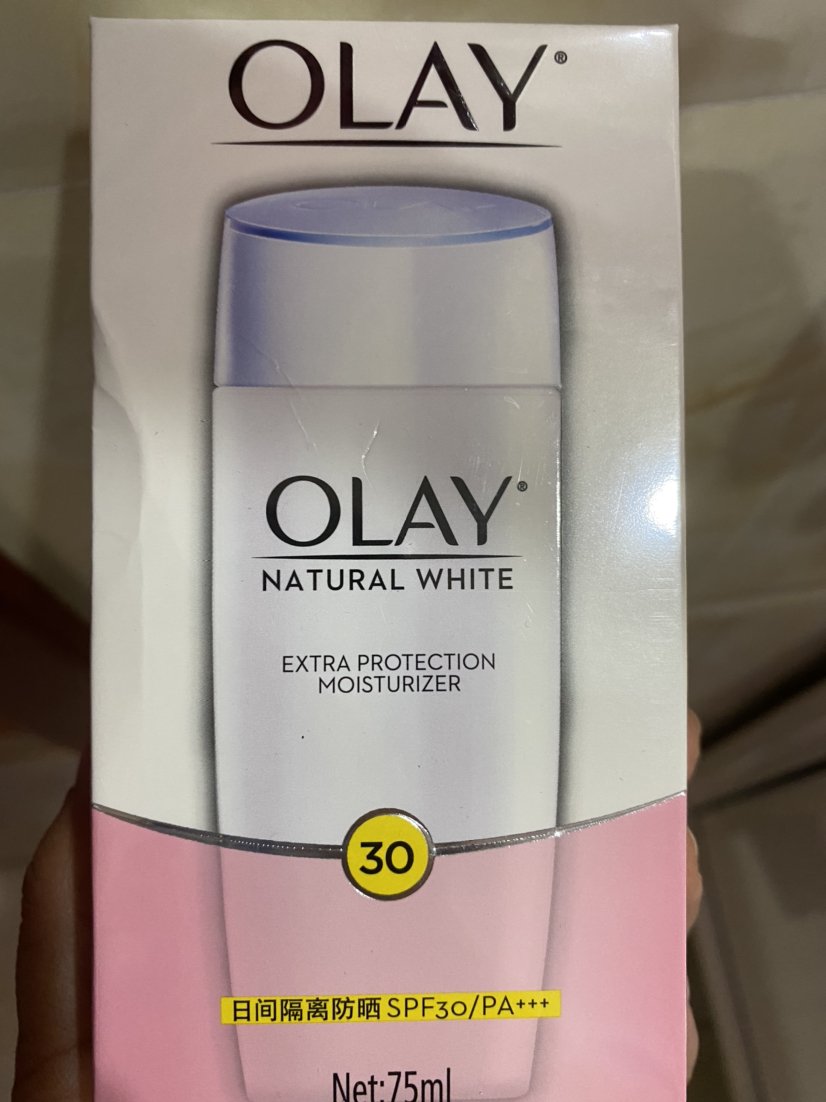 OLAY®
OLAY®
NATURAL WHITE
EXTRA PROTECTION
MOISTURIZER
30
日间隔离防晒 SPF30/PA+++
Net:75ml